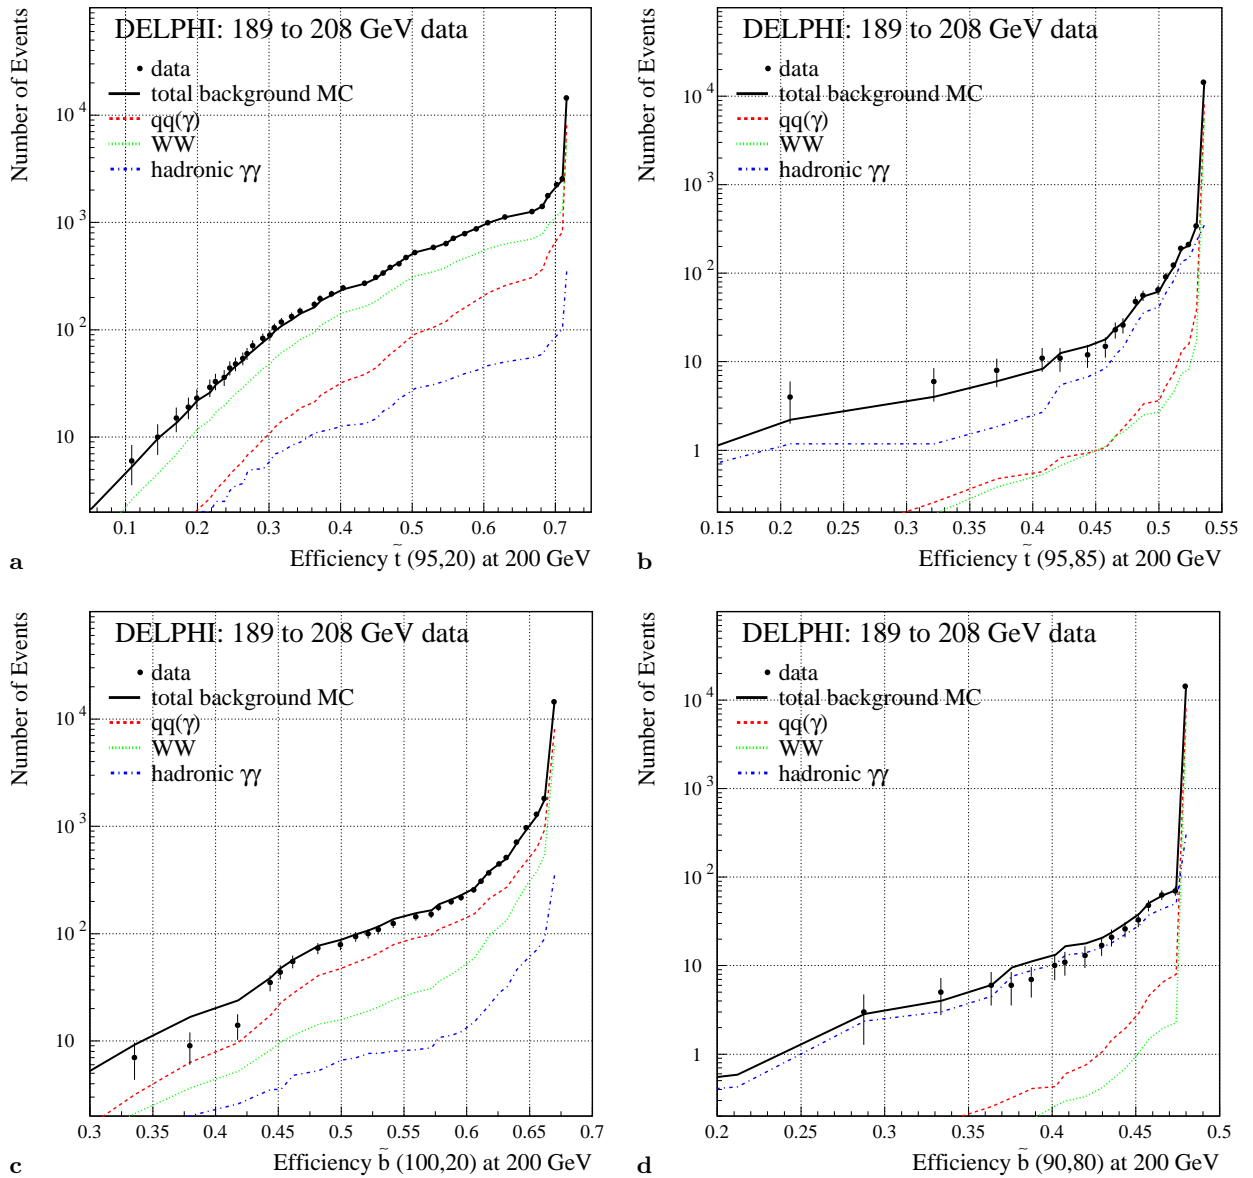 DELPHI: 189 to 208 GeV data
data
total background MC
qq(γ)
WW
hadronic γγ
Number of Events
10⁴
10³
10²
10
0.1 0.2 0.3 0.4 0.5 0.6 0.7
Efficiency t̃ (95,20) at 200 GeV
a
DELPHI: 189 to 208 GeV data
data
total background MC
qq(γ)
WW
hadronic γγ
Number of Events
10⁴
10³
10²
10
1
0.15 0.2 0.25 0.3 0.35 0.4 0.45 0.5 0.55
Efficiency t̃ (95,85) at 200 GeV
b
DELPHI: 189 to 208 GeV data
data
total background MC
qq(γ)
WW
hadronic γγ
Number of Events
10⁴
10³
10²
10
0.3 0.35 0.4 0.45 0.5 0.55 0.6 0.65 0.7
Efficiency b̃ (100,20) at 200 GeV
c
DELPHI: 189 to 208 GeV data
data
total background MC
qq(γ)
WW
hadronic γγ
Number of Events
10⁴
10³
10²
10
1
0.2 0.25 0.3 0.35 0.4 0.45 0.5
Efficiency b̃ (90,80) at 200 GeV
d